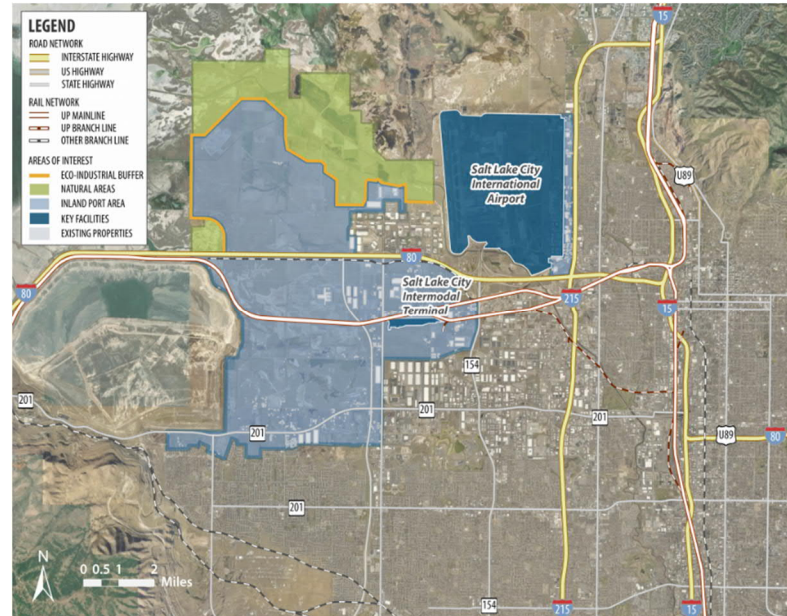 LEGEND
ROAD NETWORK
INTERSTATE HIGHWAY
US HIGHWAY
STATE HIGHWAY
RAIL NETWORK
UP MAINLINE
UP BRANCH LINE
OTHER BRANCH LINE
AREAS OF INTEREST
ECO-INDUSTRIAL BUFFER
NATURAL AREAS
INLAND PORT AREA
KEY FACILITIES
EXISTING PROPERTIES
15
U89
Salt Lake City
International
Airport
80
80
Salt Lake City
Intermodal
Terminal
215
15
154
201
201
201
201
U89
80
201
154
215
15
N
0 0.5 1 2
Miles